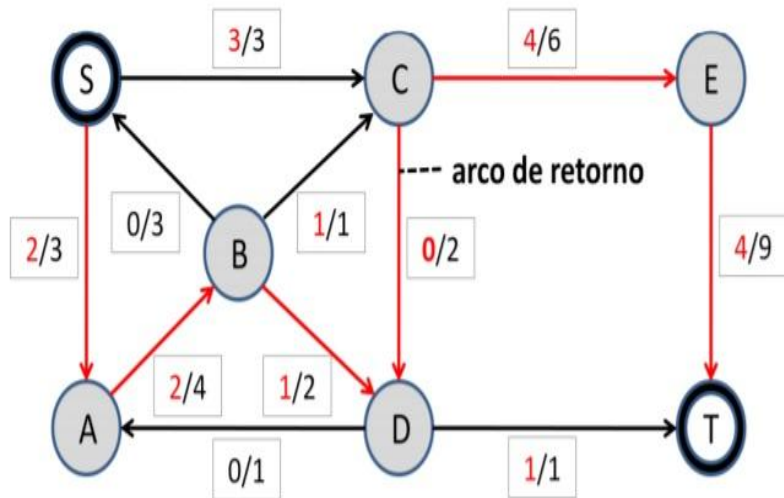 3/3
4/6
S
C
E
arco de retorno
0/3
1/1
2/3
B
0/2
4/9
2/4
1/2
A
D
T
0/1
1/1